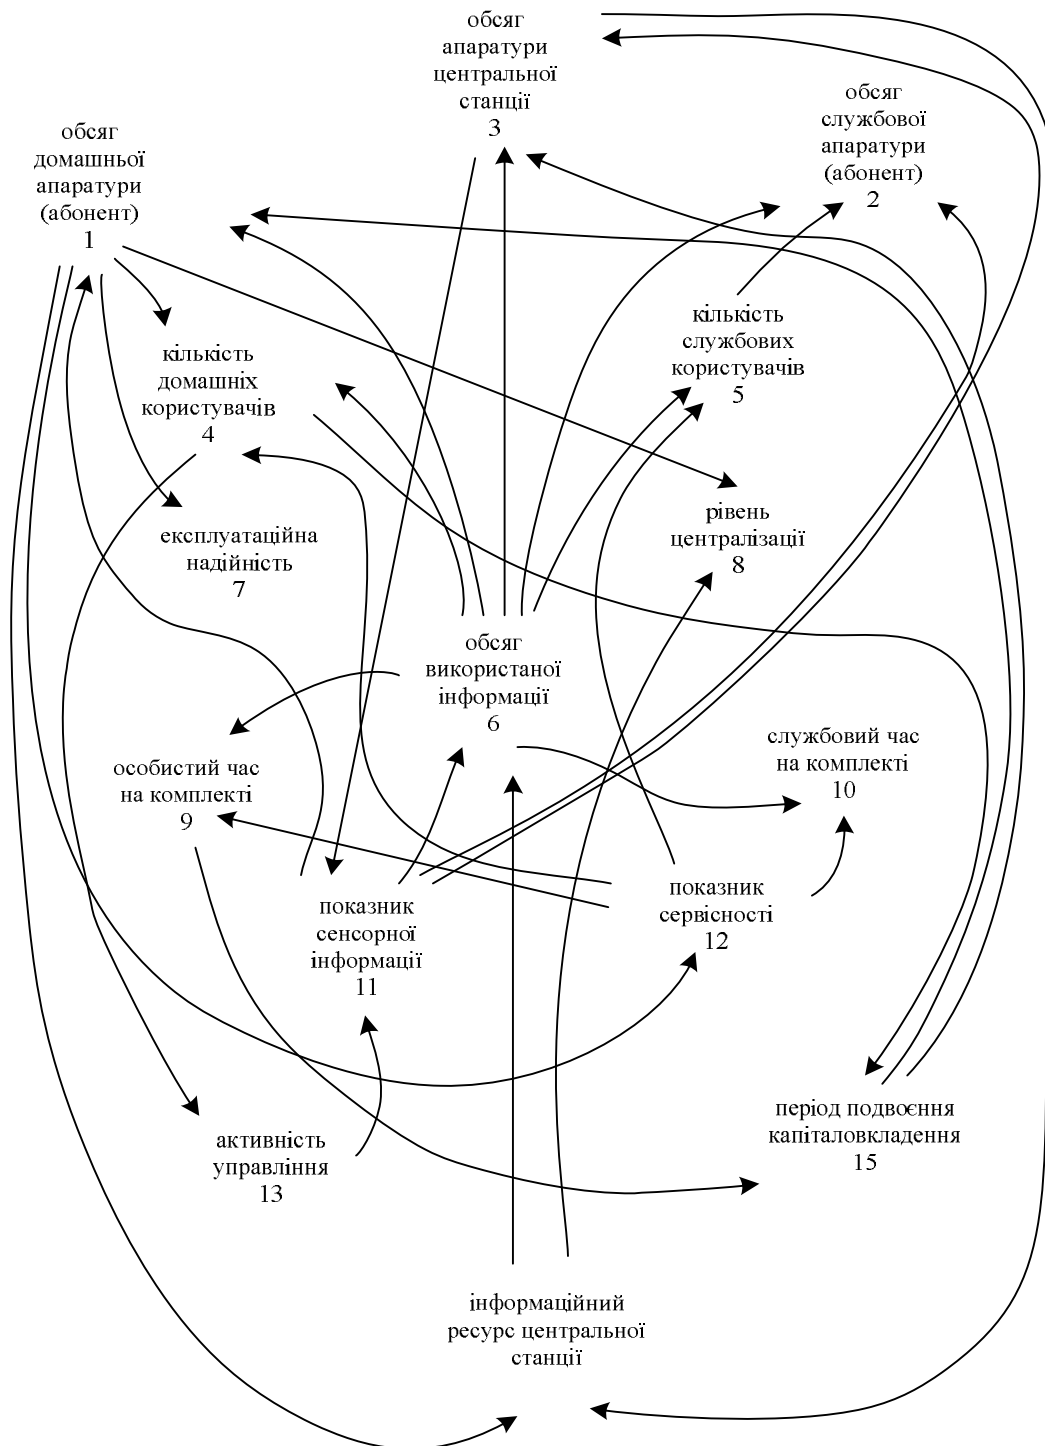 обсяг
апаратури
центральної
станції
3
обсяг
службової
апаратури
(абонент)
2
обсяг
домашньої
апаратури
(абонент)
1
кількість
службових
користувачів
5
кількість
домашніх
користувачів
4
рівень
централізації
8
експлуатаційна
надійність
7
обсяг
використаної
інформації
6
службовий час
на комплекті
10
особистий час
на комплекті
9
показник
сервісності
12
показник
сенсорної
інформації
11
період подвоєння
капіталовкладення
15
активність
управління
13
інформаційний
ресурс центральної
станції